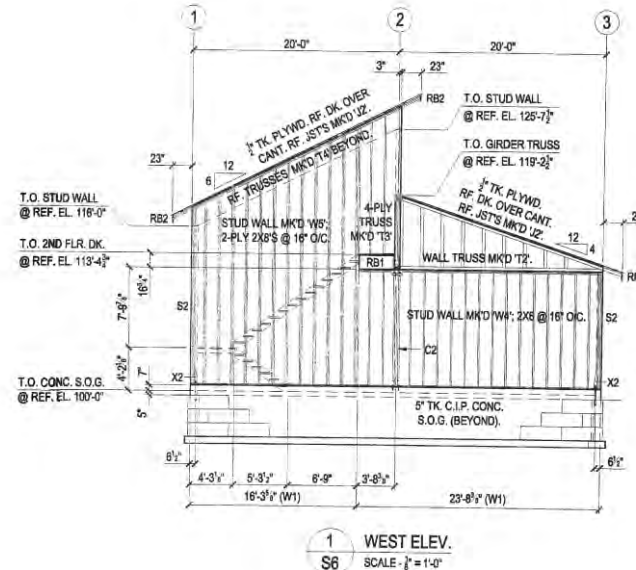 1
2
3
20'-0"
20'-0"
3"
23"
RB2
T.O. STUD WALL
@ REF. EL. 125'-7½"
½" TK. PLYWD. RF. DK. OVER
CANT. RF. JST'S MK'D 'J2'.
T.O. GIRDER TRUSS
@ REF. EL. 119'-2½"
23"
6
12
RF. TRUSSES MK'D 'T4' BEYOND.
½" TK. PLYWD.
RF. DK. OVER CANT.
RF. JST'S MK'D 'J2'.
T.O. STUD WALL
@ REF. EL. 116'-0"
RB2
STUD WALL MK'D 'W5';
2-PLY 2X8'S @ 16" O/C.
4-PLY
TRUSS
MK'D 'T3'
12
4
T.O. 2ND FLR. DK.
@ REF. EL. 113'-4¾"
WALL TRUSS MK'D 'T2'.
RB1
S2
STUD WALL MK'D 'W4'; 2X6 @ 16" O/C.
S2
C2
7"
X2
X2
T.O. CONC. S.O.G.
@ REF. EL. 100'-0"
5"
5" TK. C.I.P. CONC.
S.O.G. (BEYOND).
6½"
6½"
4'-3⅛"
5'-3½"
6'-9"
3'-8⅜"
16'-3⅝" (W1)
23'-8⅜" (W1)
1
S6
WEST ELEV.
SCALE - ⅛" = 1'-0"